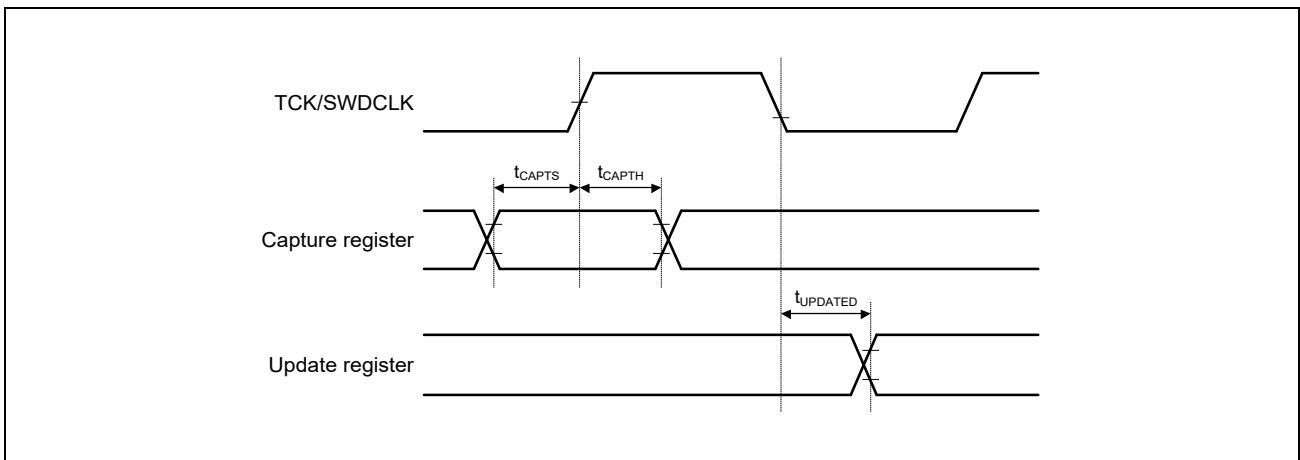 TCK/SWDCLK
tCAPTS
tCAPTH
Capture register
tUPDATED
Update register